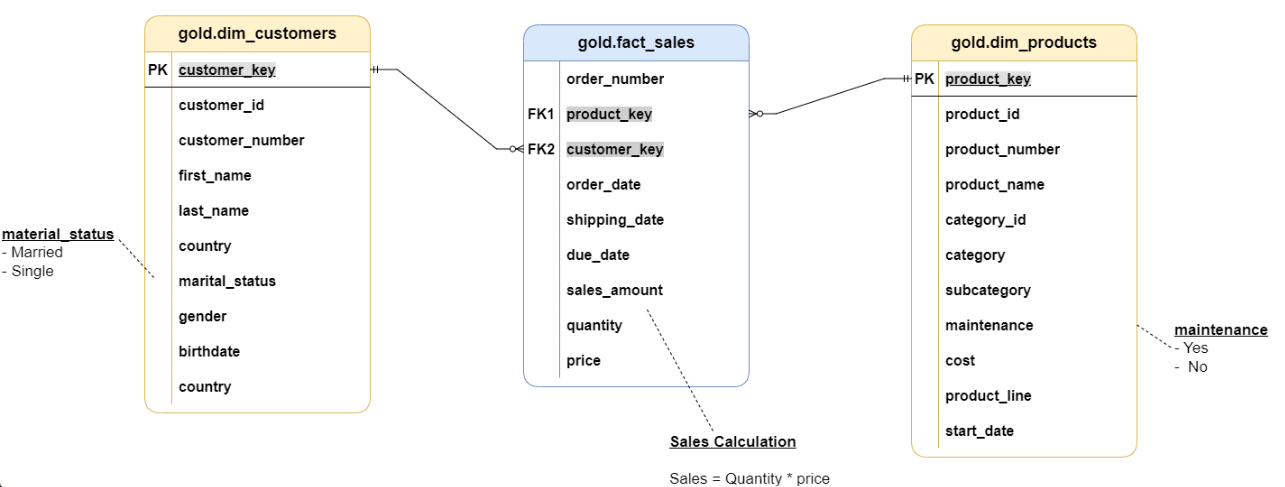 gold.dim_customers
PK customer_key
customer_id
customer_number
first_name
last_name
country
marital_status
gender
birthdate
country
material_status
- Married
- Single
gold.fact_sales
order_number
FK1 product_key
FK2 customer_key
order_date
shipping_date
due_date
sales_amount
quantity
price
Sales Calculation
Sales = Quantity * price
gold.dim_products
PK product_key
product_id
product_number
product_name
category_id
category
subcategory
maintenance
cost
product_line
start_date
maintenance
- Yes
- No